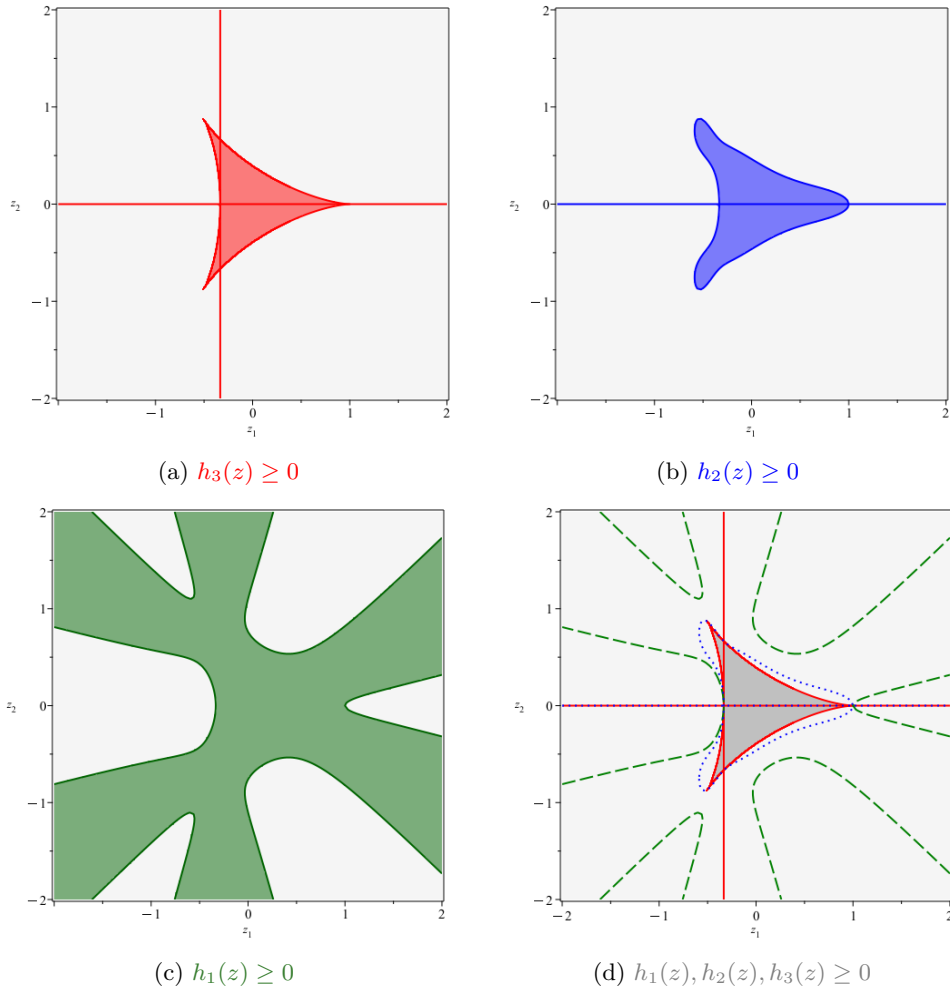 2
1
z₂ 0
−1
−2
−1 0 1 2
z₁
(a) h₃(z) ≥ 0
2
1
z₂ 0
−1
−2
−1 0 1 2
z₁
(b) h₂(z) ≥ 0
2
1
z₂ 0
−1
−2
−1 0 1 2
z₁
(c) h₁(z) ≥ 0
2
1
z₂ 0
−1
−2
−2 −1 0 1 2
z₁
(d) h₁(z), h₂(z), h₃(z) ≥ 0